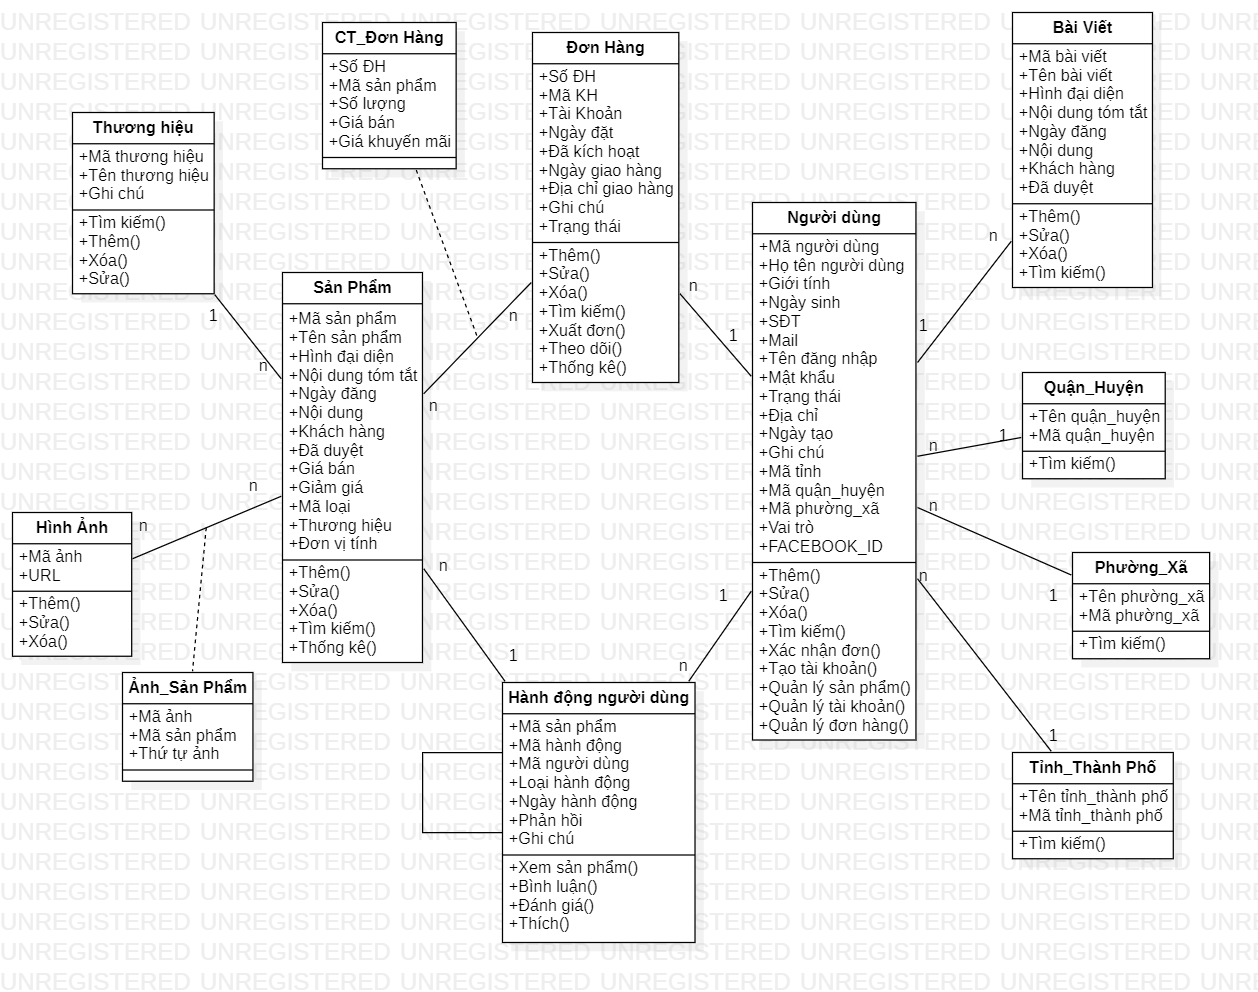 CT_Đơn Hàng
+Số ĐH
+Mã sản phẩm
+Số lượng
+Giá bán
+Giá khuyến mãi
Đơn Hàng
+Số ĐH
+Mã KH
+Tài Khoản
+Ngày đặt
+Đã kích hoạt
+Ngày giao hàng
+Địa chỉ giao hàng
+Ghi chú
+Trạng thái
+Thêm()
+Sửa()
+Xóa()
+Tìm kiếm()
+Xuất đơn()
+Theo dõi()
+Thống kê()
Bài Viết
+Mã bài viết
+Tên bài viết
+Hình đại diện
+Nội dung tóm tắt
+Ngày đăng
+Nội dung
+Khách hàng
+Đã duyệt
+Thêm()
+Sửa()
+Xóa()
+Tìm kiếm()
Thương hiệu
+Mã thương hiệu
+Tên thương hiệu
+Ghi chú
+Tìm kiếm()
+Thêm()
+Xóa()
+Sửa()
Sản Phẩm
+Mã sản phẩm
+Tên sản phẩm
+Hình đại diện
+Nội dung tóm tắt
+Ngày đăng
+Nội dung
+Khách hàng
+Đã duyệt
+Giá bán
+Giảm giá
+Mã loại
+Thương hiệu
+Đơn vị tính
+Thêm()
+Sửa()
+Xóa()
+Tìm kiếm()
+Thống kê()
Người dùng
+Mã người dùng
+Họ tên người dùng
+Giới tính
+Ngày sinh
+SĐT
+Mail
+Tên đăng nhập
+Mật khẩu
+Trạng thái
+Địa chỉ
+Ngày tạo
+Ghi chú
+Mã tỉnh
+Mã quận_huyện
+Mã phường_xã
+Vai trò
+FACEBOOK_ID
+Thêm()
+Sửa()
+Xóa()
+Tìm kiếm()
+Xác nhận đơn()
+Tạo tài khoản()
+Quản lý sản phẩm()
+Quản lý tài khoản()
+Quản lý đơn hàng()
Quận_Huyện
+Tên quận_huyện
+Mã quận_huyện
+Tìm kiếm()
Hình Ảnh
+Mã ảnh
+URL
+Thêm()
+Sửa()
+Xóa()
Phường_Xã
+Tên phường_xã
+Mã phường_xã
+Tìm kiếm()
Ảnh_Sản Phẩm
+Mã ảnh
+Mã sản phẩm
+Thứ tự ảnh
Hành động người dùng
+Mã sản phẩm
+Mã hành động
+Mã người dùng
+Loại hành động
+Ngày hành động
+Phản hồi
+Ghi chú
+Xem sản phẩm()
+Bình luận()
+Đánh giá()
+Thích()
Tỉnh_Thành Phố
+Tên tỉnh_thành phố
+Mã tỉnh_thành phố
+Tìm kiếm()
1
n
n
n
n
1
n
1
n
1
n
n
n
1
n
1
n
1
n
1
UNREGISTERED